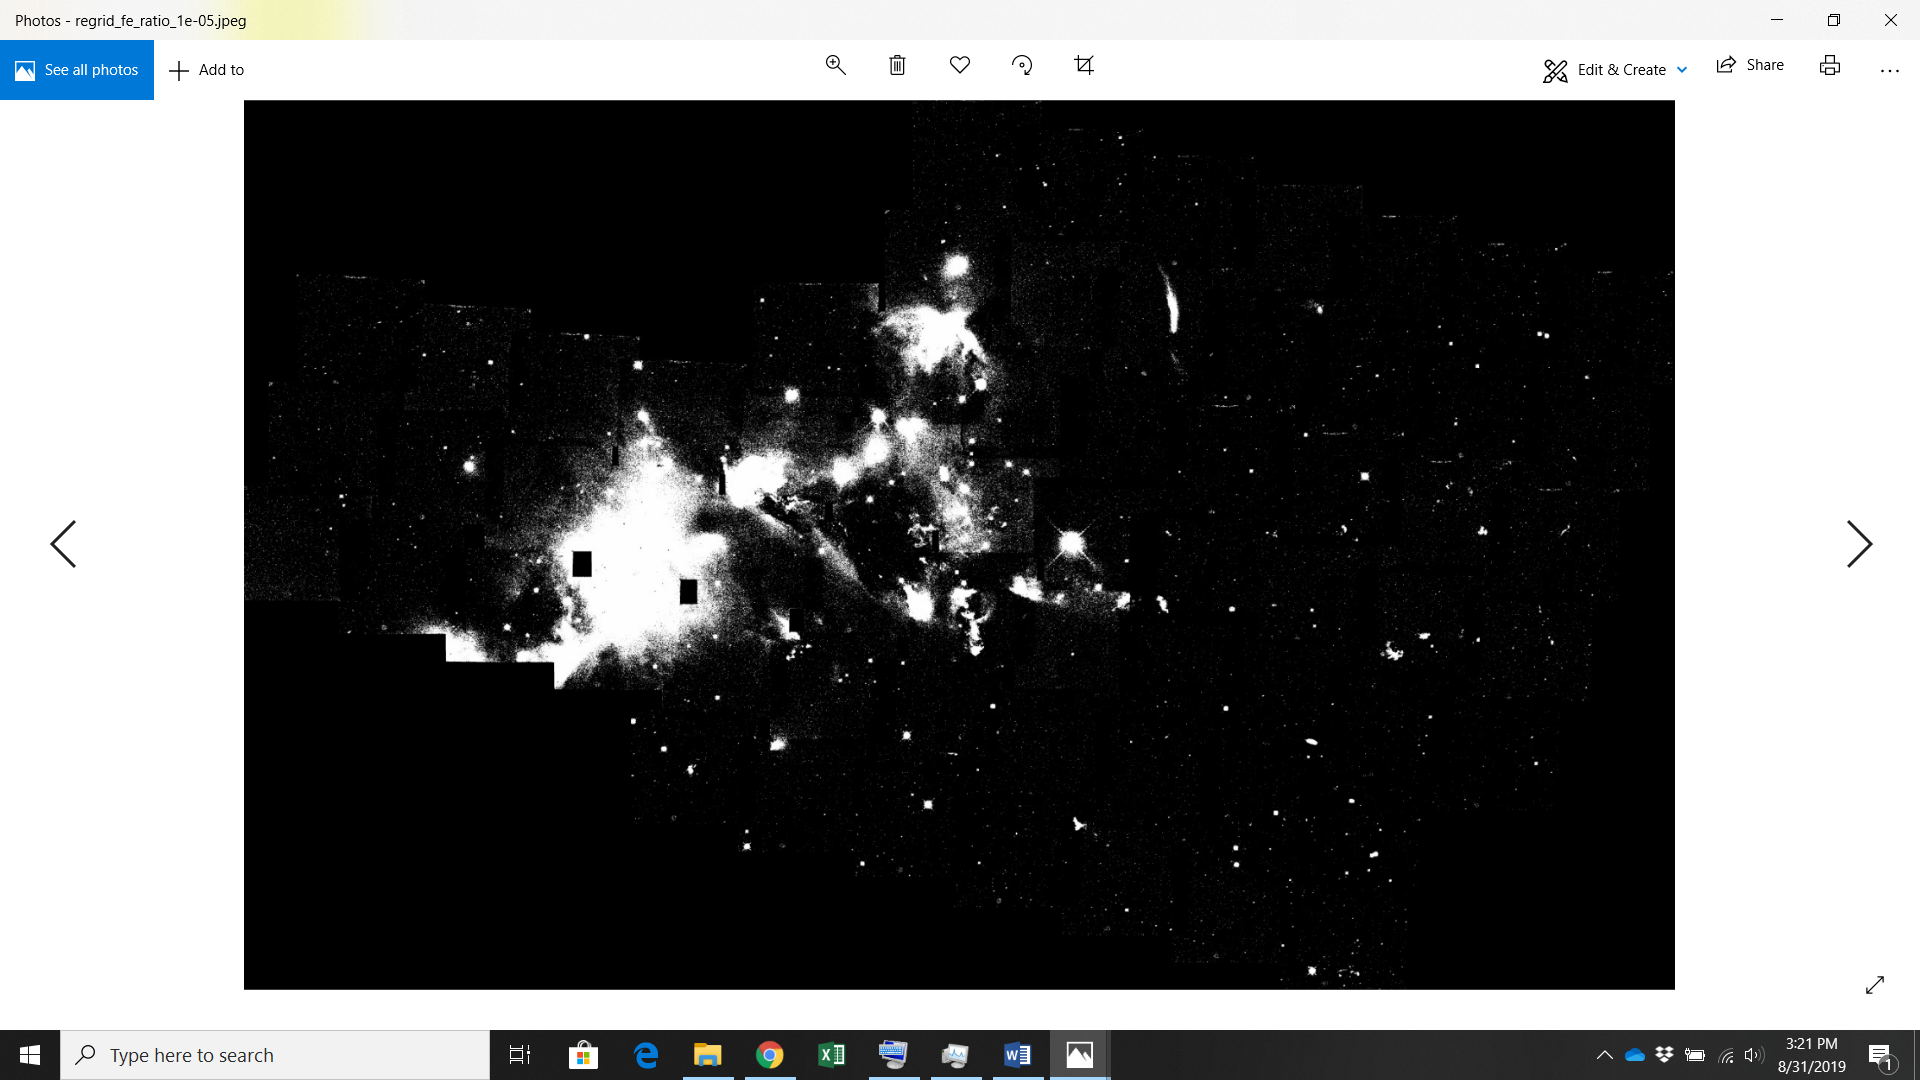 Photos - regrid_fe_ratio_1e-05.jpeg
See all photos
Add to
Edit & Create
Share
Type here to search
3:21 PM
8/31/2019
1